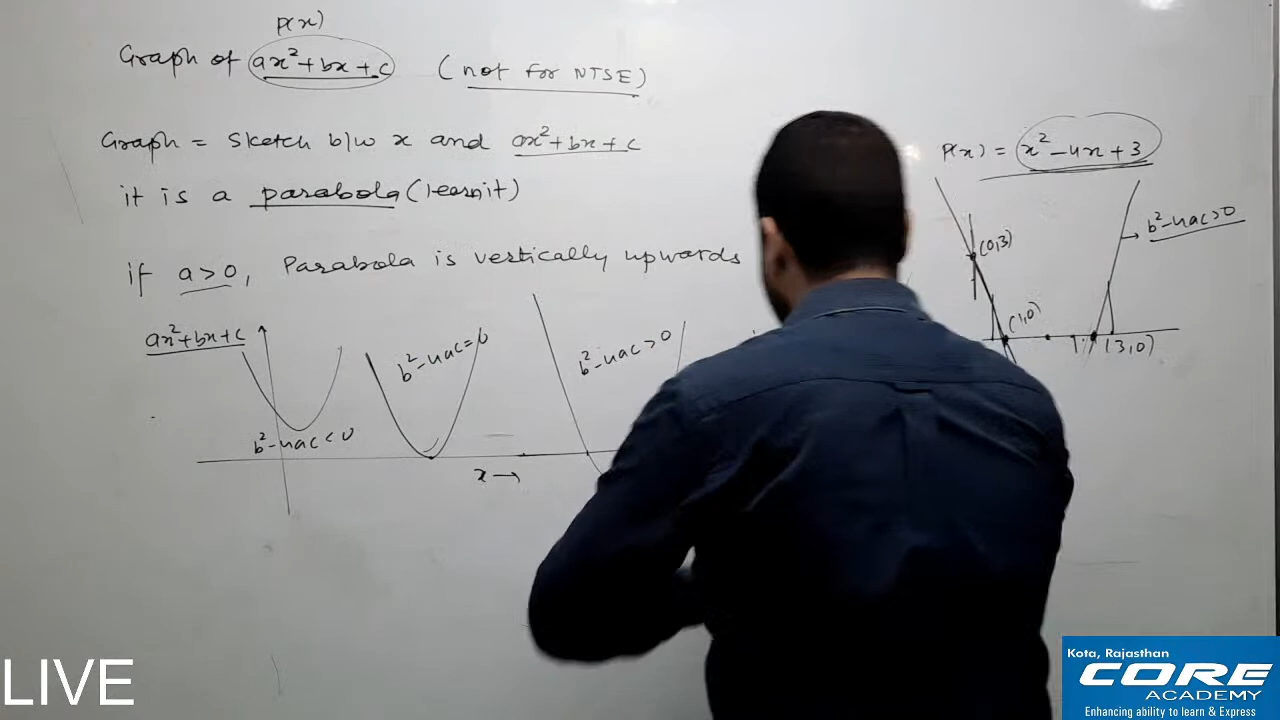 P(x)
Graph of ax²+bx+c (not for NTSE)
Graph = Sketch b/w x and ax²+bx+c
it is a parabola (learn it)
if a>0, Parabola is vertically upwards
ax²+bx+c
b²-4ac<0
b²-4ac=0
b²-4ac>0
x→
P(x) = x²-4x+3
b²-4ac>0
(0,3)
(1,0)
(3,0)
LIVE
Kota, Rajasthan
CORE
ACADEMY
Enhancing ability to learn & Express